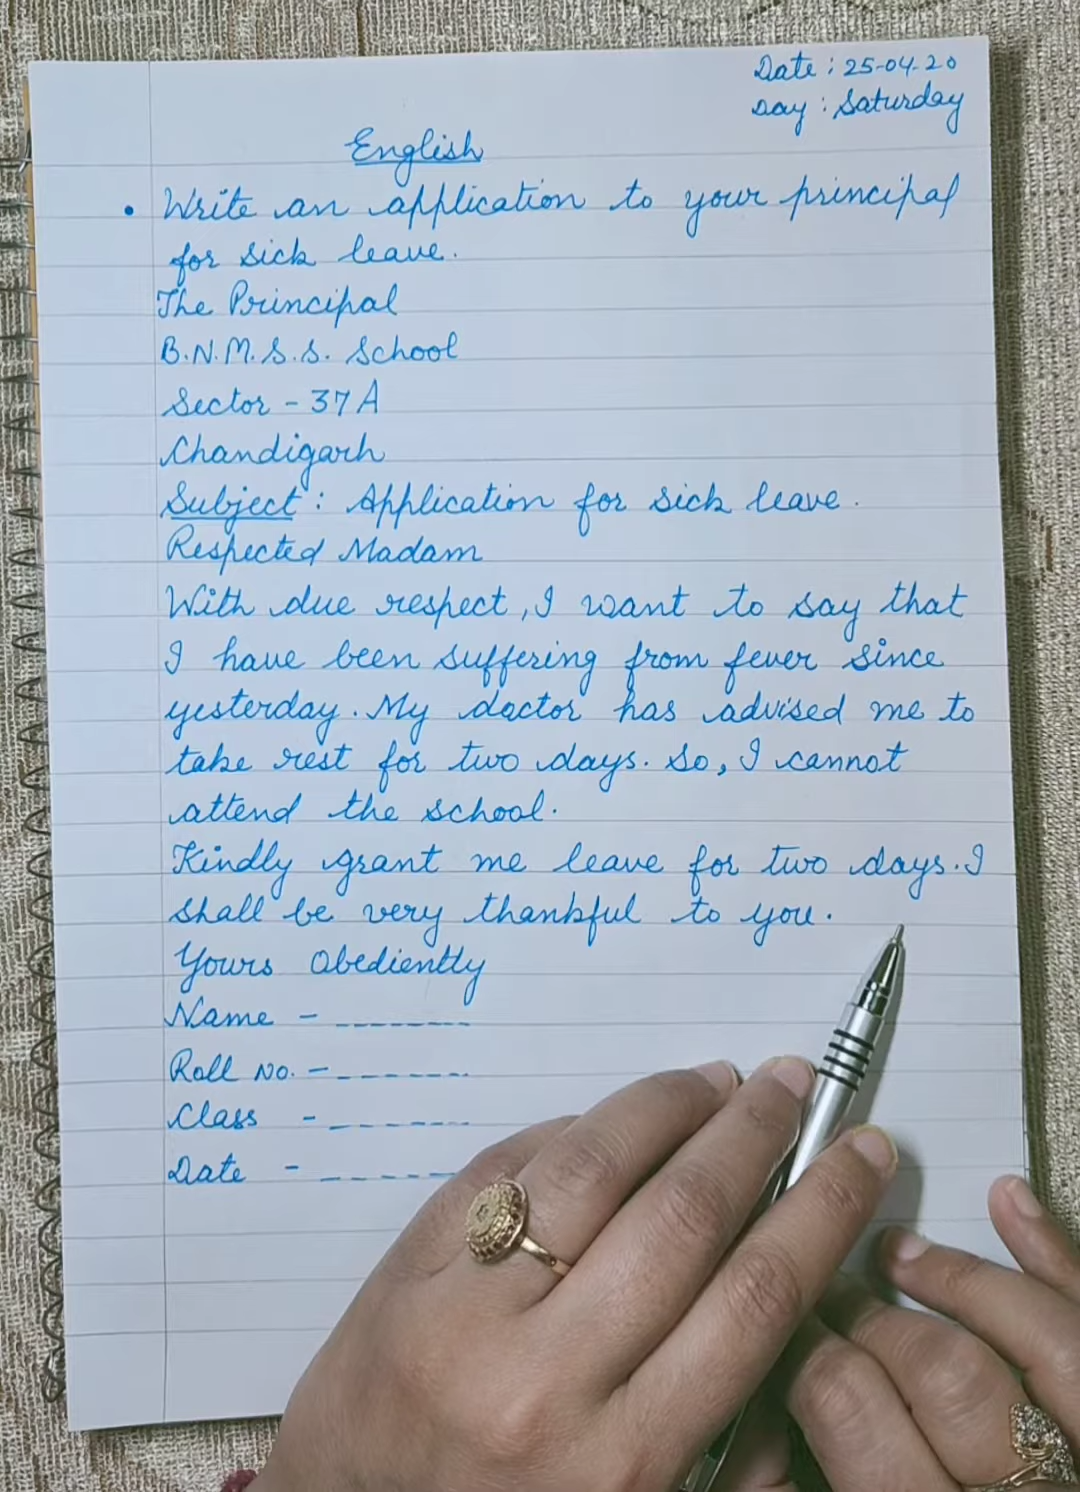 Date : 25-04-20
Day : Saturday
English
• Write an application to your principal
for sick leave.
The Principal
B.N.M.S.S. School
Sector - 37 A
Chandigarh
Subject : Application for sick leave.
Respected Madam
With due respect, I want to say that
I have been suffering from fever since
yesterday. My doctor has advised me to
take rest for two days. So, I cannot
attend the school.
Kindly grant me leave for two days. I
shall be very thankful to you.
Yours Obediently
Name - _______
Roll No. - _______
Class - _______
Date - ______